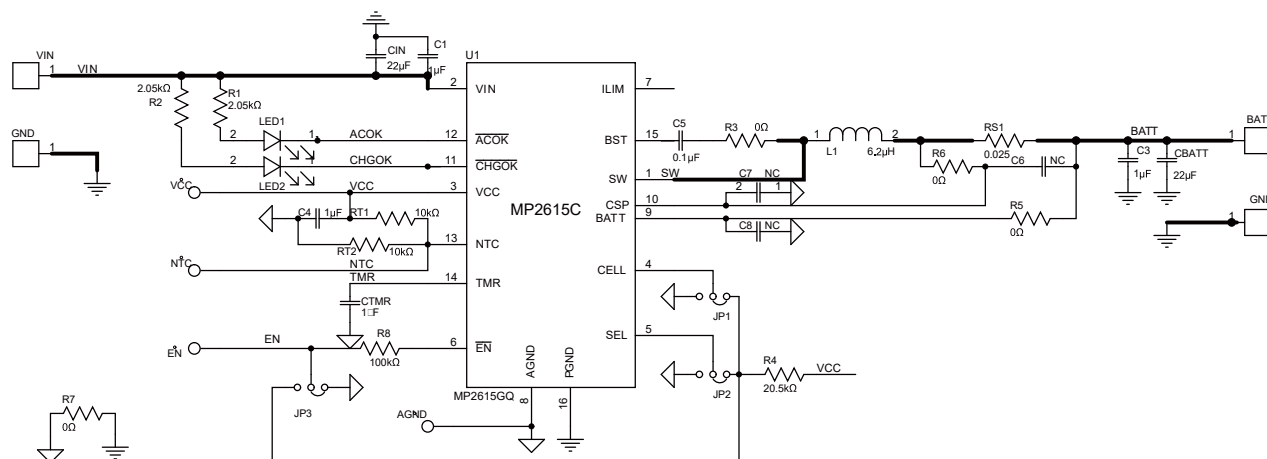 VIN
1
VIN
CIN
22µF
C1
1µF
U1
2
VIN
ILIM
7
2.05kΩ
R2
R1
2.05kΩ
GND
1
2
LED1
1
ACOK
12
ACOK
BST
15
C5
0.1µF
R3
0Ω
1
L1
2
6.2µH
RS1
0.025
BATT
1
BAT
2
LED2
1
CHGOK
11
CHGOK
SW
1
SW
R6
0Ω
C6
NC
C3
1µF
CBATT
22µF
VCC
VCC
3
VCC
MP2615C
C7
NC
2
1
CSP
10
BATT
9
C8
NC
R5
0Ω
1
GN
C4
1µF
RT1
10kΩ
RT2
10kΩ
13
NTC
NTC
NTC
TMR
14
TMR
CTMR
1□F
CELL
4
JP1
SEL
5
EN
EN
R8
100kΩ
6
EN
JP3
JP2
R4
20.5kΩ
VCC
AGND
PGND
MP2615GQ
8
16
AGND
R7
0Ω